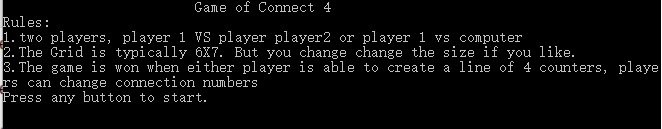 Game of Connect 4
Rules:
1.two players, player 1 VS player player2 or player 1 vs computer
2.The Grid is typically 6X7. But you change change the size if you like.
3.The game is won when either player is able to create a line of 4 counters, playe
rs can change connection numbers
Press any button to start.